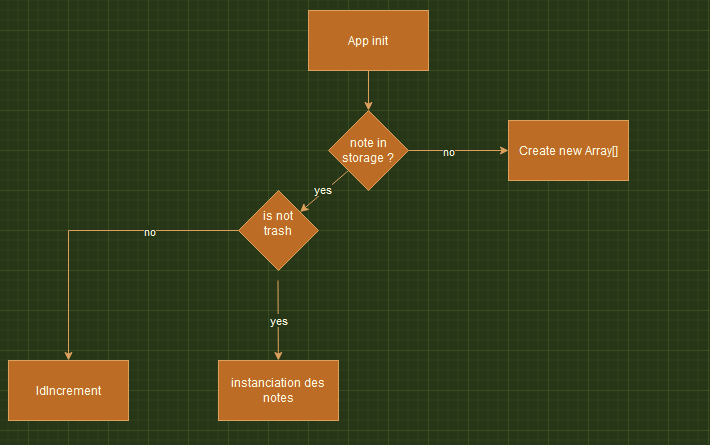 App init
note in
storage ?
no
Create new Array[]
yes
is not
trash
no
yes
IdIncrement
instanciation des
notes